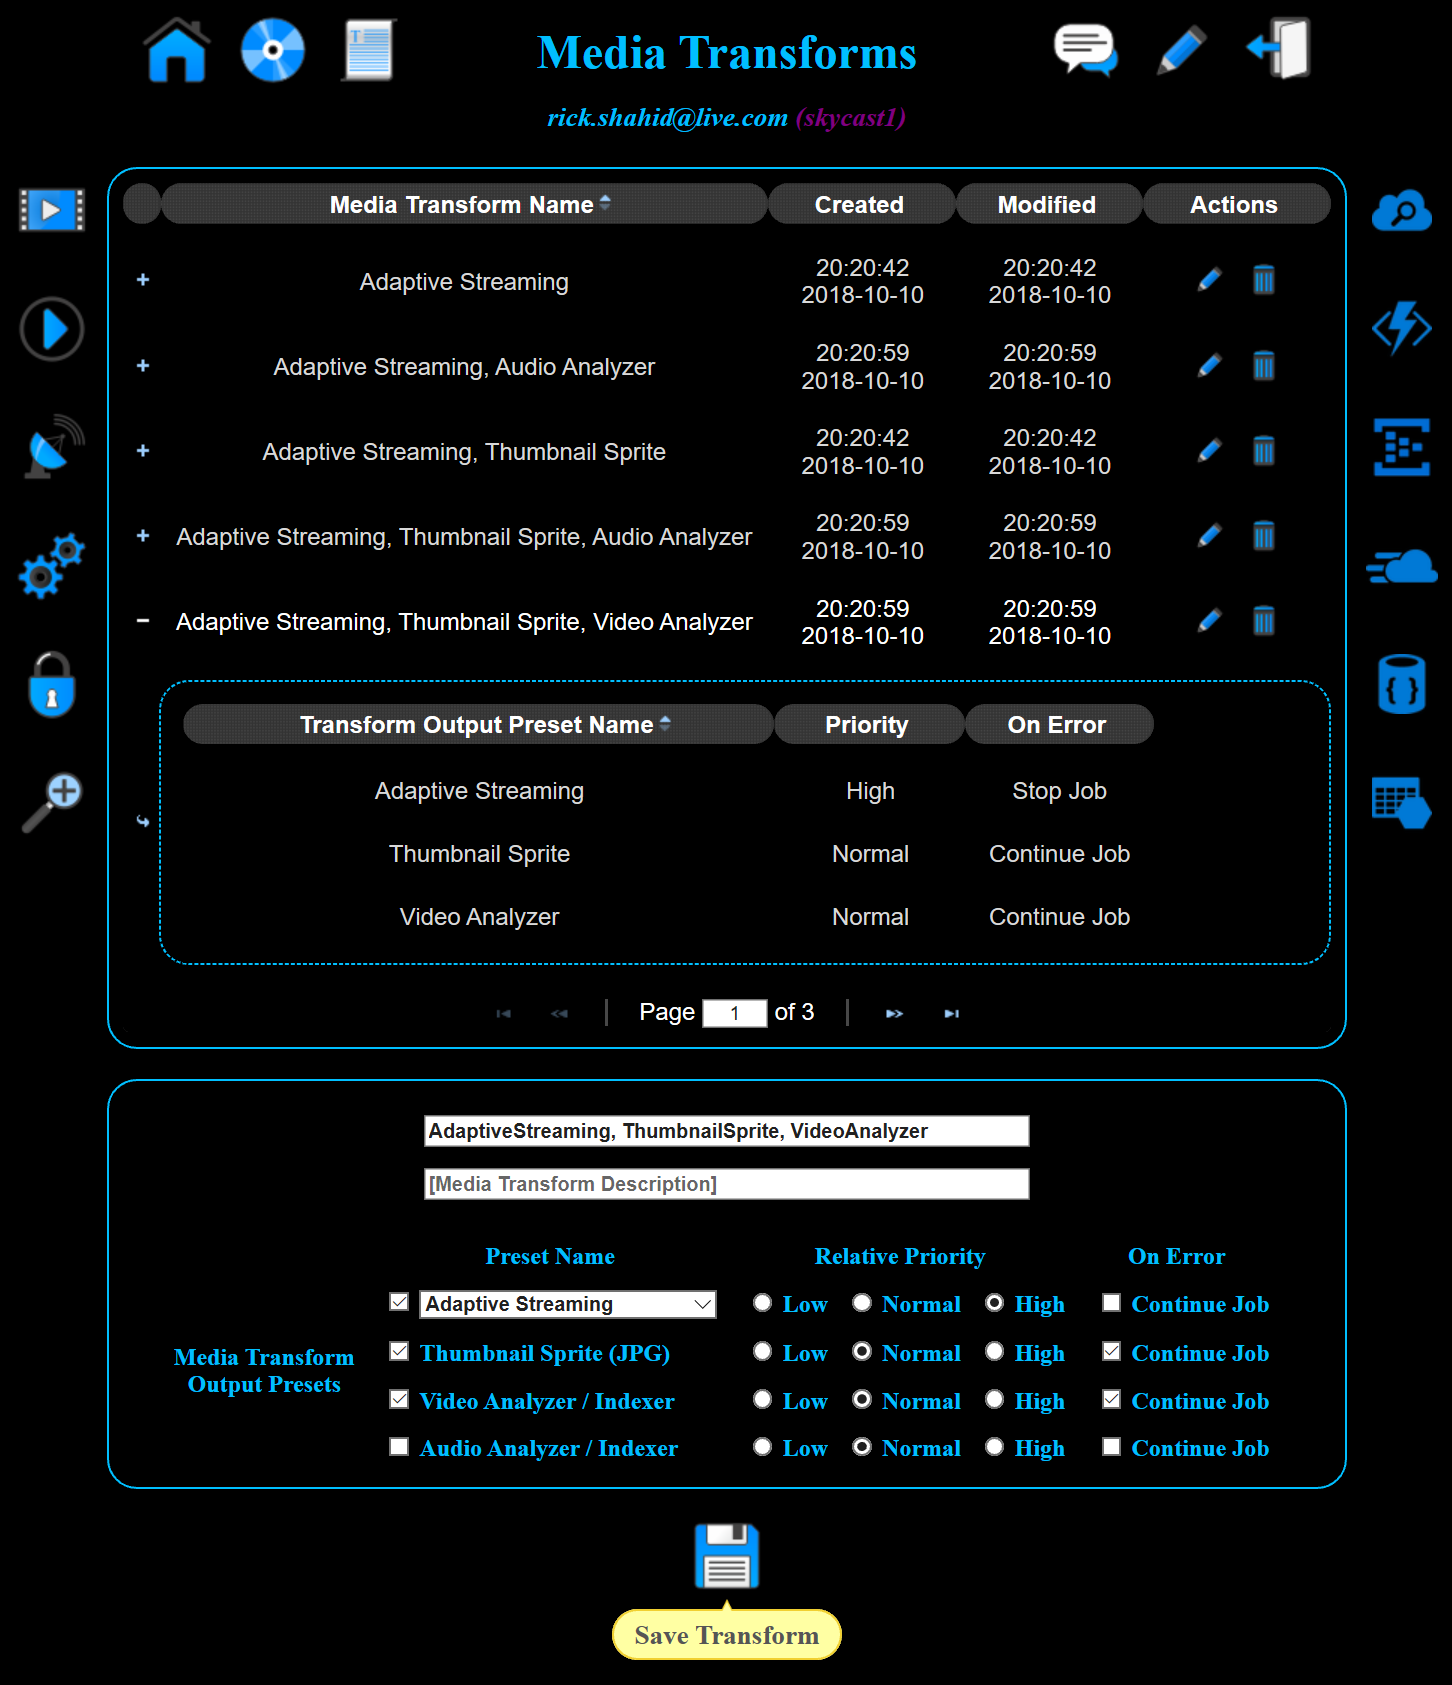 Media Transforms
rick.shahid@live.com (skycast1)
Media Transform Name Created Modified Actions
Adaptive Streaming 20:20:42 2018-10-10 20:20:42 2018-10-10
Adaptive Streaming, Audio Analyzer 20:20:59 2018-10-10 20:20:59 2018-10-10
Adaptive Streaming, Thumbnail Sprite 20:20:42 2018-10-10 20:20:42 2018-10-10
Adaptive Streaming, Thumbnail Sprite, Audio Analyzer 20:20:59 2018-10-10 20:20:59 2018-10-10
Adaptive Streaming, Thumbnail Sprite, Video Analyzer 20:20:59 2018-10-10 20:20:59 2018-10-10
Transform Output Preset Name Priority On Error
Adaptive Streaming High Stop Job
Thumbnail Sprite Normal Continue Job
Video Analyzer Normal Continue Job
Page 1 of 3
AdaptiveStreaming, ThumbnailSprite, VideoAnalyzer
[Media Transform Description]
Preset Name Relative Priority On Error
Media Transform
Output Presets
Adaptive Streaming Low Normal High Continue Job
Thumbnail Sprite (JPG) Low Normal High Continue Job
Video Analyzer / Indexer Low Normal High Continue Job
Audio Analyzer / Indexer Low Normal High Continue Job
Save Transform